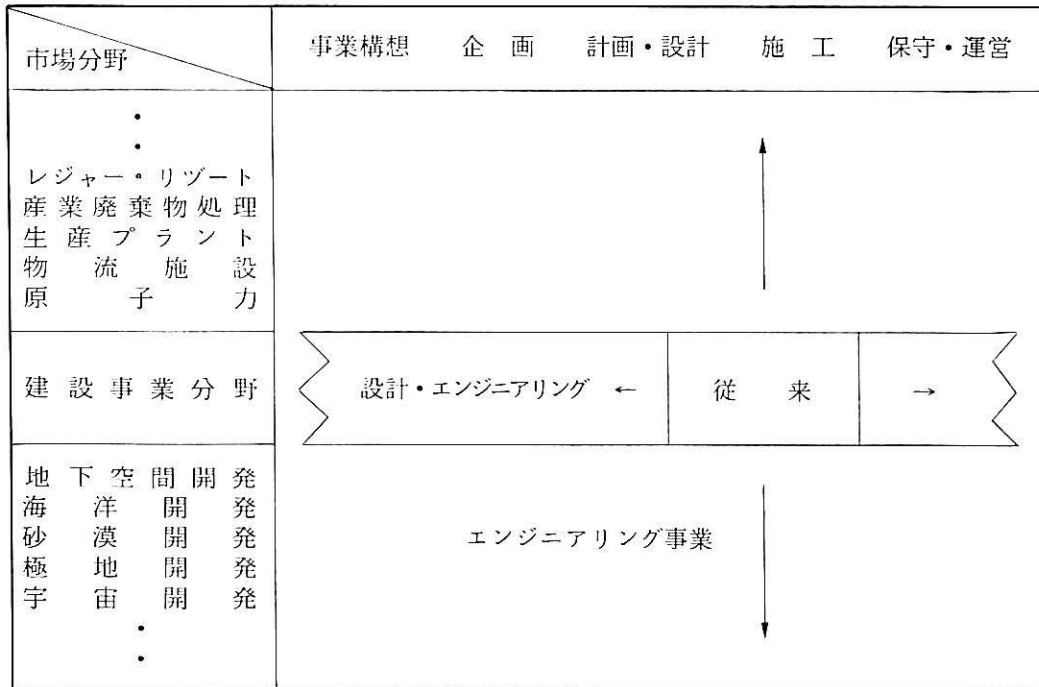 事業構想 企画 計画・設計 施工 保守・運営
市場分野
・
・
レジャー・リゾート
産業廃棄物処理
生産プラント
物流施設
原子力
建設事業分野
設計・エンジニアリング ← 従来 →
地下空間開発
海洋開発
砂漠開発
極地開発
宇宙開発
・
・
エンジニアリング事業